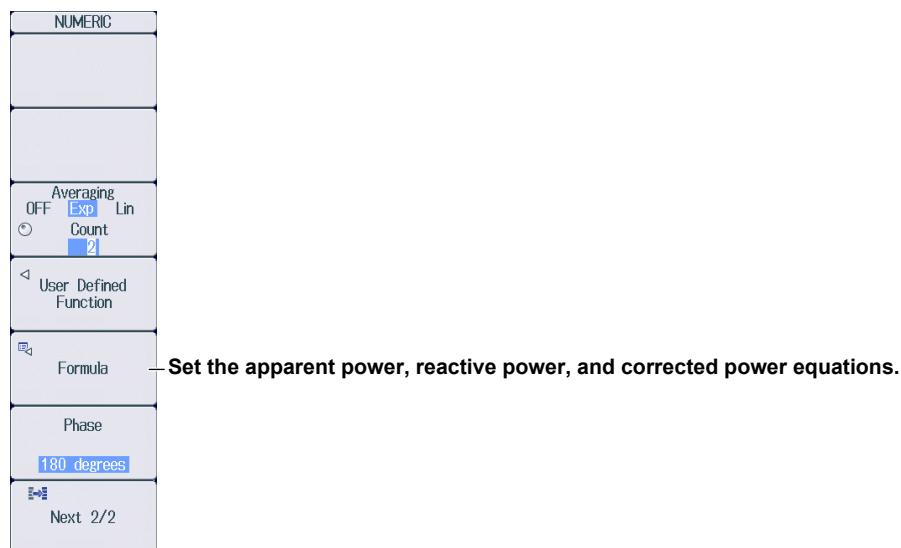 NUMERIC
Averaging
OFF Exp Lin
Count
2
User Defined
Function
Formula
Set the apparent power, reactive power, and corrected power equations.
Phase
180 degrees
Next 2/2